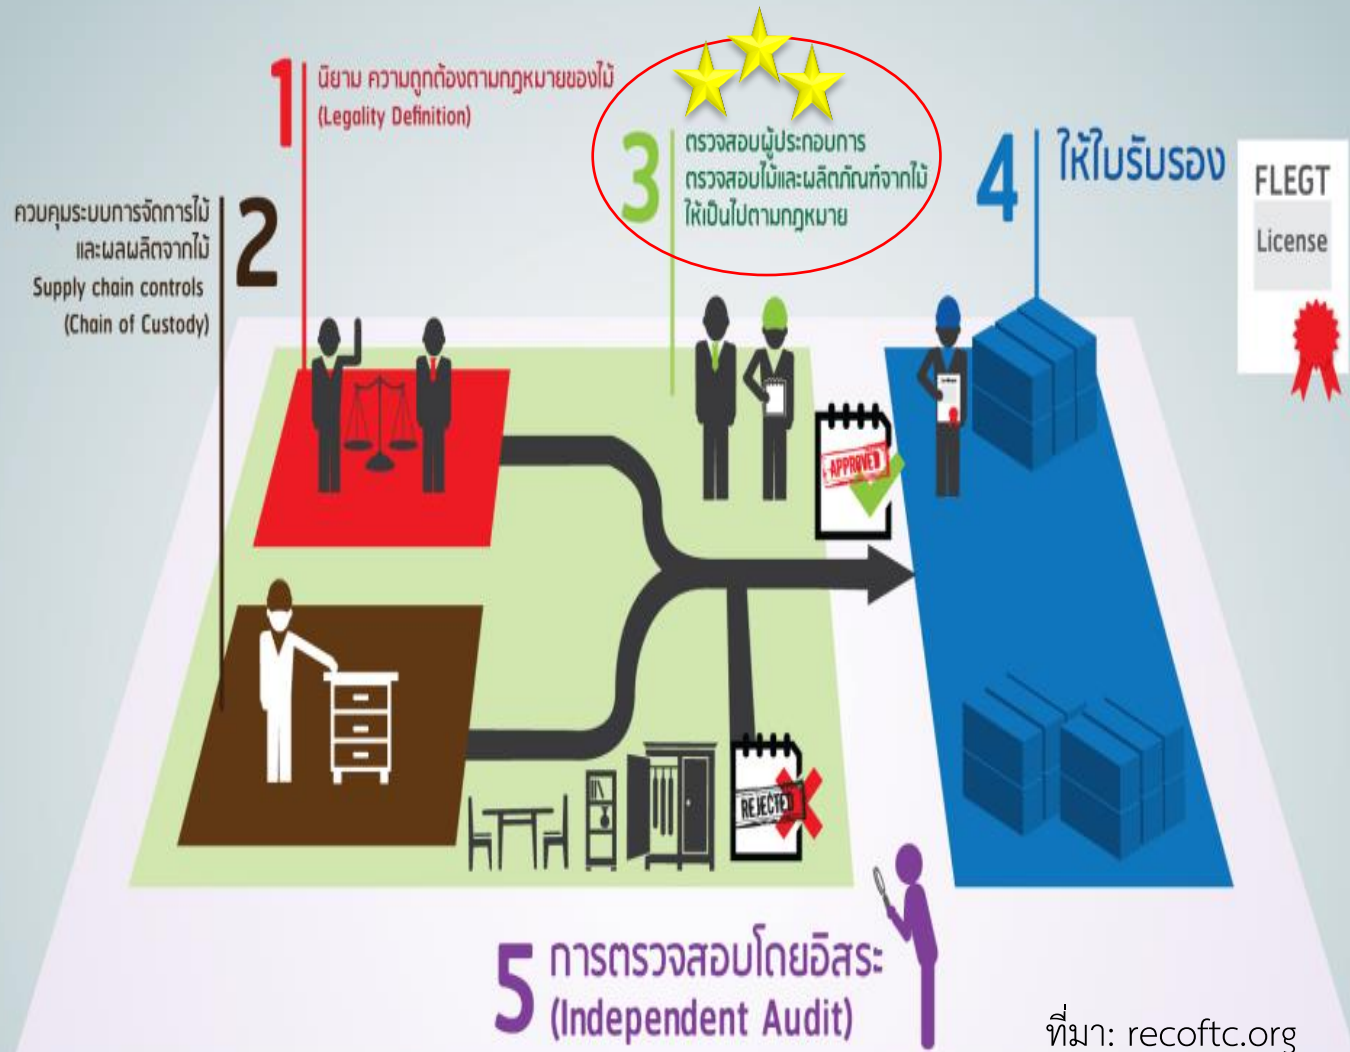 1
นิยาม ความถูกต้องตามกฎหมายของไม้
(Legality Definition)
2
ควบคุมระบบการจัดการไม้
และผลผลิตจากไม้
Supply chain controls
(Chain of Custody)
3
ตรวจสอบผู้ประกอบการ
ตรวจสอบไม้และผลิตภัณฑ์จากไม้
ให้เป็นไปตามกฎหมาย
4
ให้ใบรับรอง
FLEGT
License
APPROVED
REJECTED
5
การตรวจสอบโดยอิสระ
(Independent Audit)
ที่มา: recoftc.org